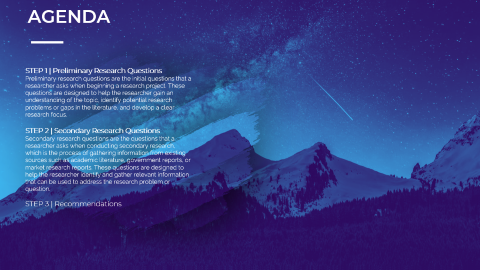 AGENDA
STEP 1 | Preliminary Research Questions
Preliminary research questions are the initial questions that a
researcher asks when beginning a research project. These
questions are designed to help the researcher gain an
understanding of the topic, identify potential research
problems or gaps in the literature, and develop a clear
research focus.
STEP 2 | Secondary Research Questions
Secondary research questions are the questions that a
researcher asks when conducting secondary research,
which is the process of gathering information from existing
sources such as academic literature, government reports, or
market research reports. These questions are designed to
help the researcher identify and gather relevant information
that can be used to address the research problem or
question.
STEP 3 | Recommendations